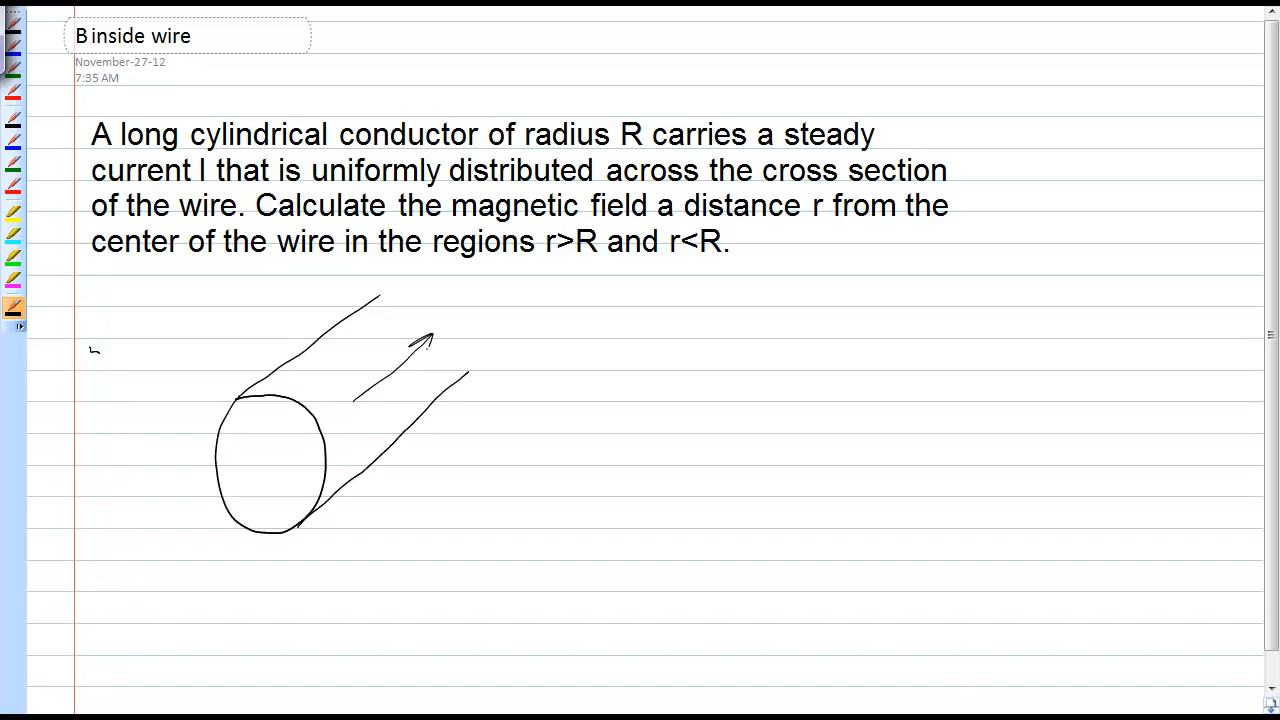 B inside wire
November-27-12
7:35 AM
A long cylindrical conductor of radius R carries a steady
current I that is uniformly distributed across the cross section
of the wire. Calculate the magnetic field a distance r from the
center of the wire in the regions r>R and r<R.